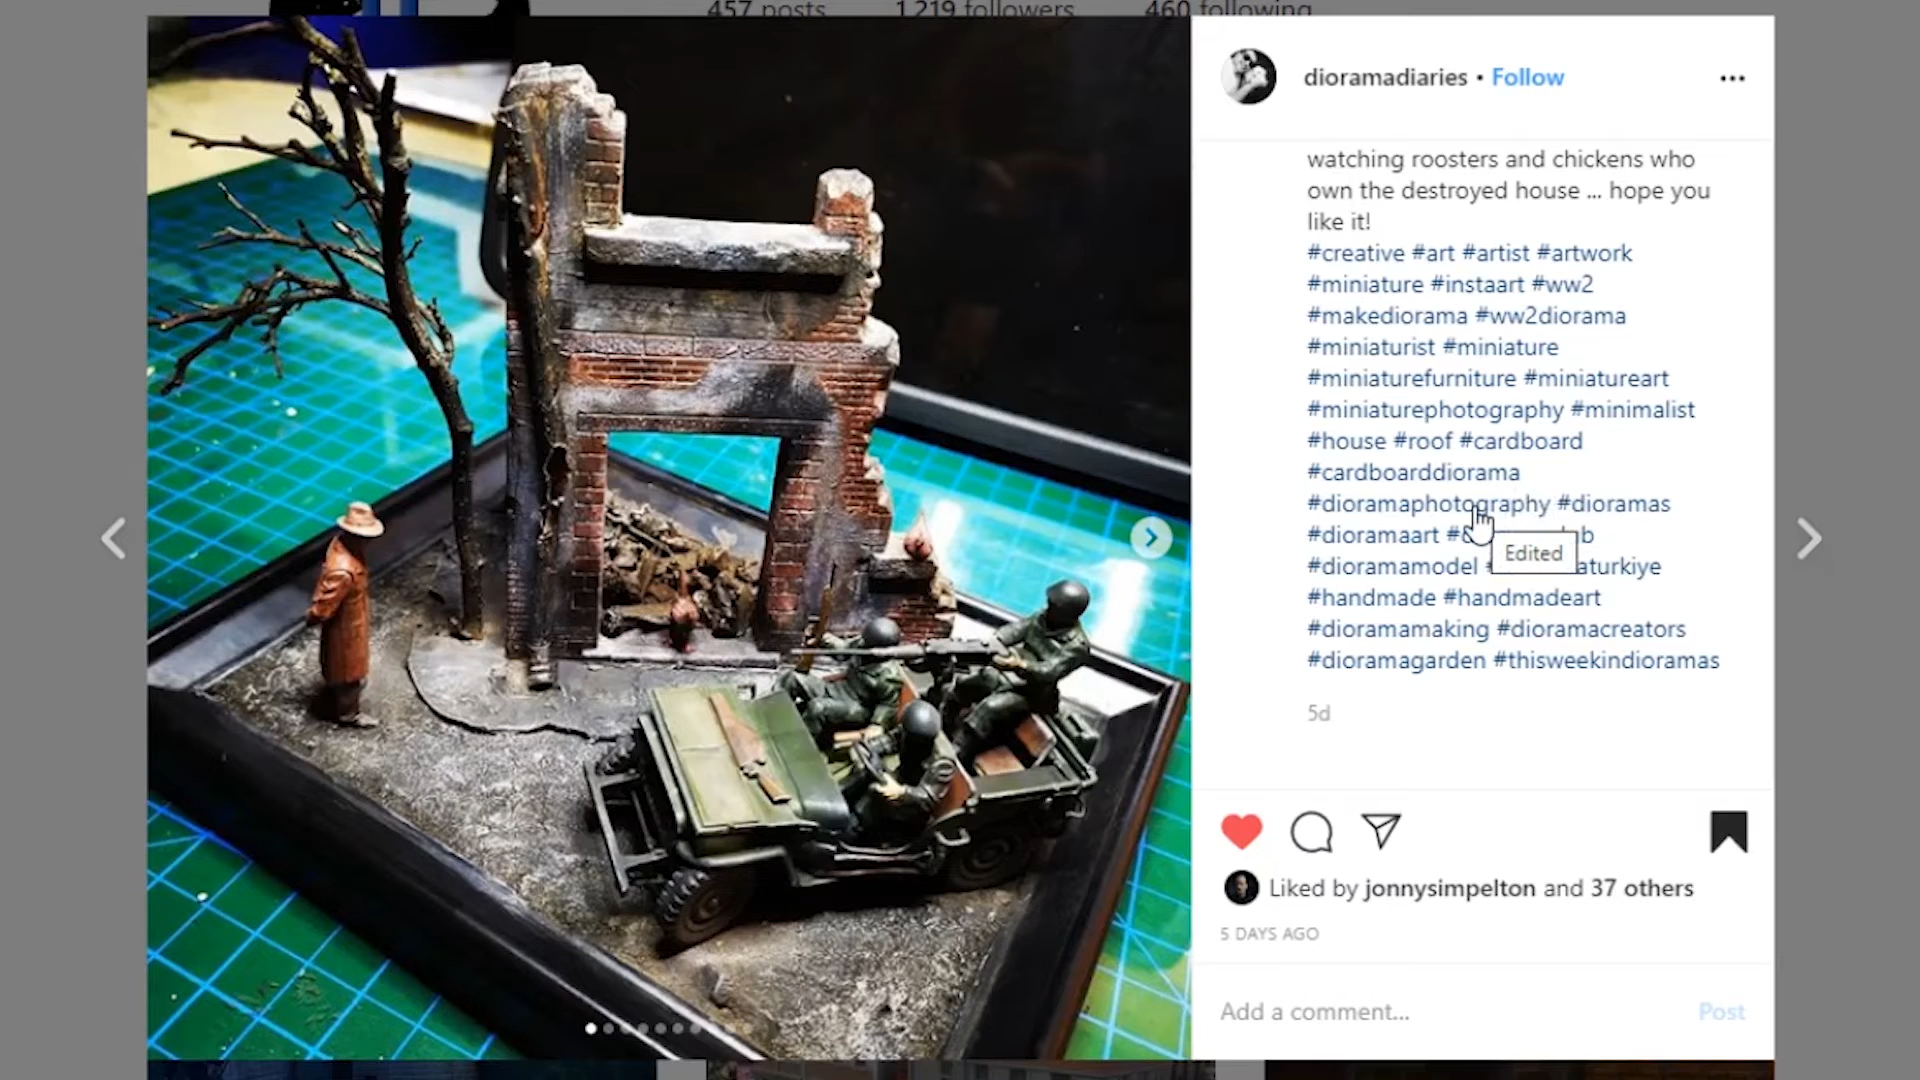 457 posts 1,219 followers 460 following
dioramadiaries • Follow
watching roosters and chickens who
own the destroyed house ... hope you
like it!
#creative #art #artist #artwork
#miniature #instaart #ww2
#makediorama #ww2diorama
#miniaturist #miniature
#miniaturefurniture #miniatureart
#miniaturephotography #minimalist
#house #roof #cardboard
#cardboarddiorama
#dioramaphotography #dioramas
#dioramaart
Edited
#dioramamodel
#handmade #handmadeart
#dioramamaking #dioramacreators
#dioramagarden #thisweekindioramas
5d
Liked by jonnysimpelton and 37 others
5 DAYS AGO
Add a comment... Post